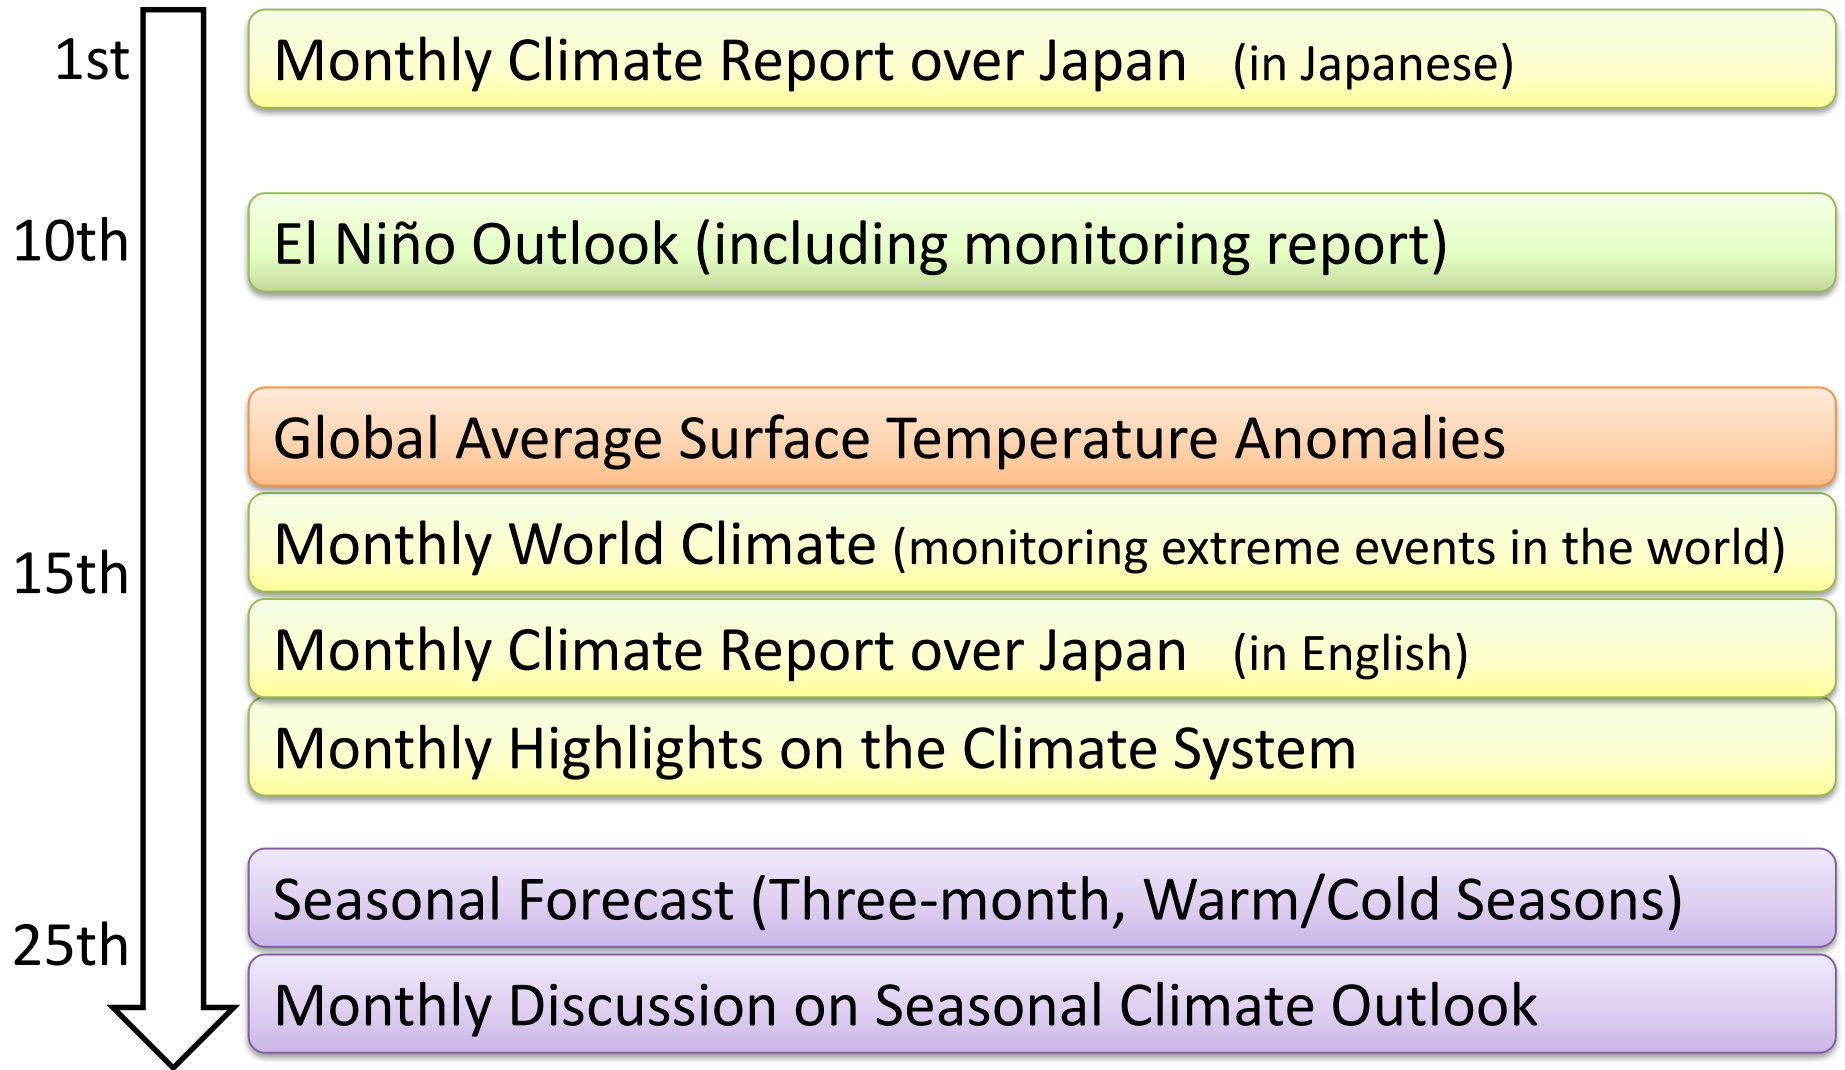 1st
Monthly Climate Report over Japan (in Japanese)
10th
El Niño Outlook (including monitoring report)
Global Average Surface Temperature Anomalies
15th
Monthly World Climate (monitoring extreme events in the world)
Monthly Climate Report over Japan (in English)
Monthly Highlights on the Climate System
25th
Seasonal Forecast (Three-month, Warm/Cold Seasons)
Monthly Discussion on Seasonal Climate Outlook